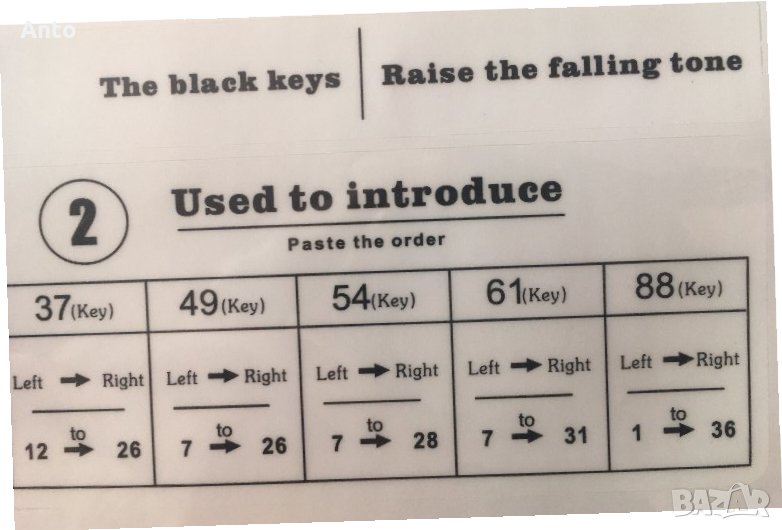 Anto
The black keys
Raise the falling tone
2
Used to introduce
Paste the order
37(Key) 49(Key) 54(Key) 61(Key) 88(Key)
Left → Right Left → Right Left → Right Left → Right Left → Right
12 to → 26 7 to → 26 7 to → 28 7 to → 31 1 to → 36
BAZAR